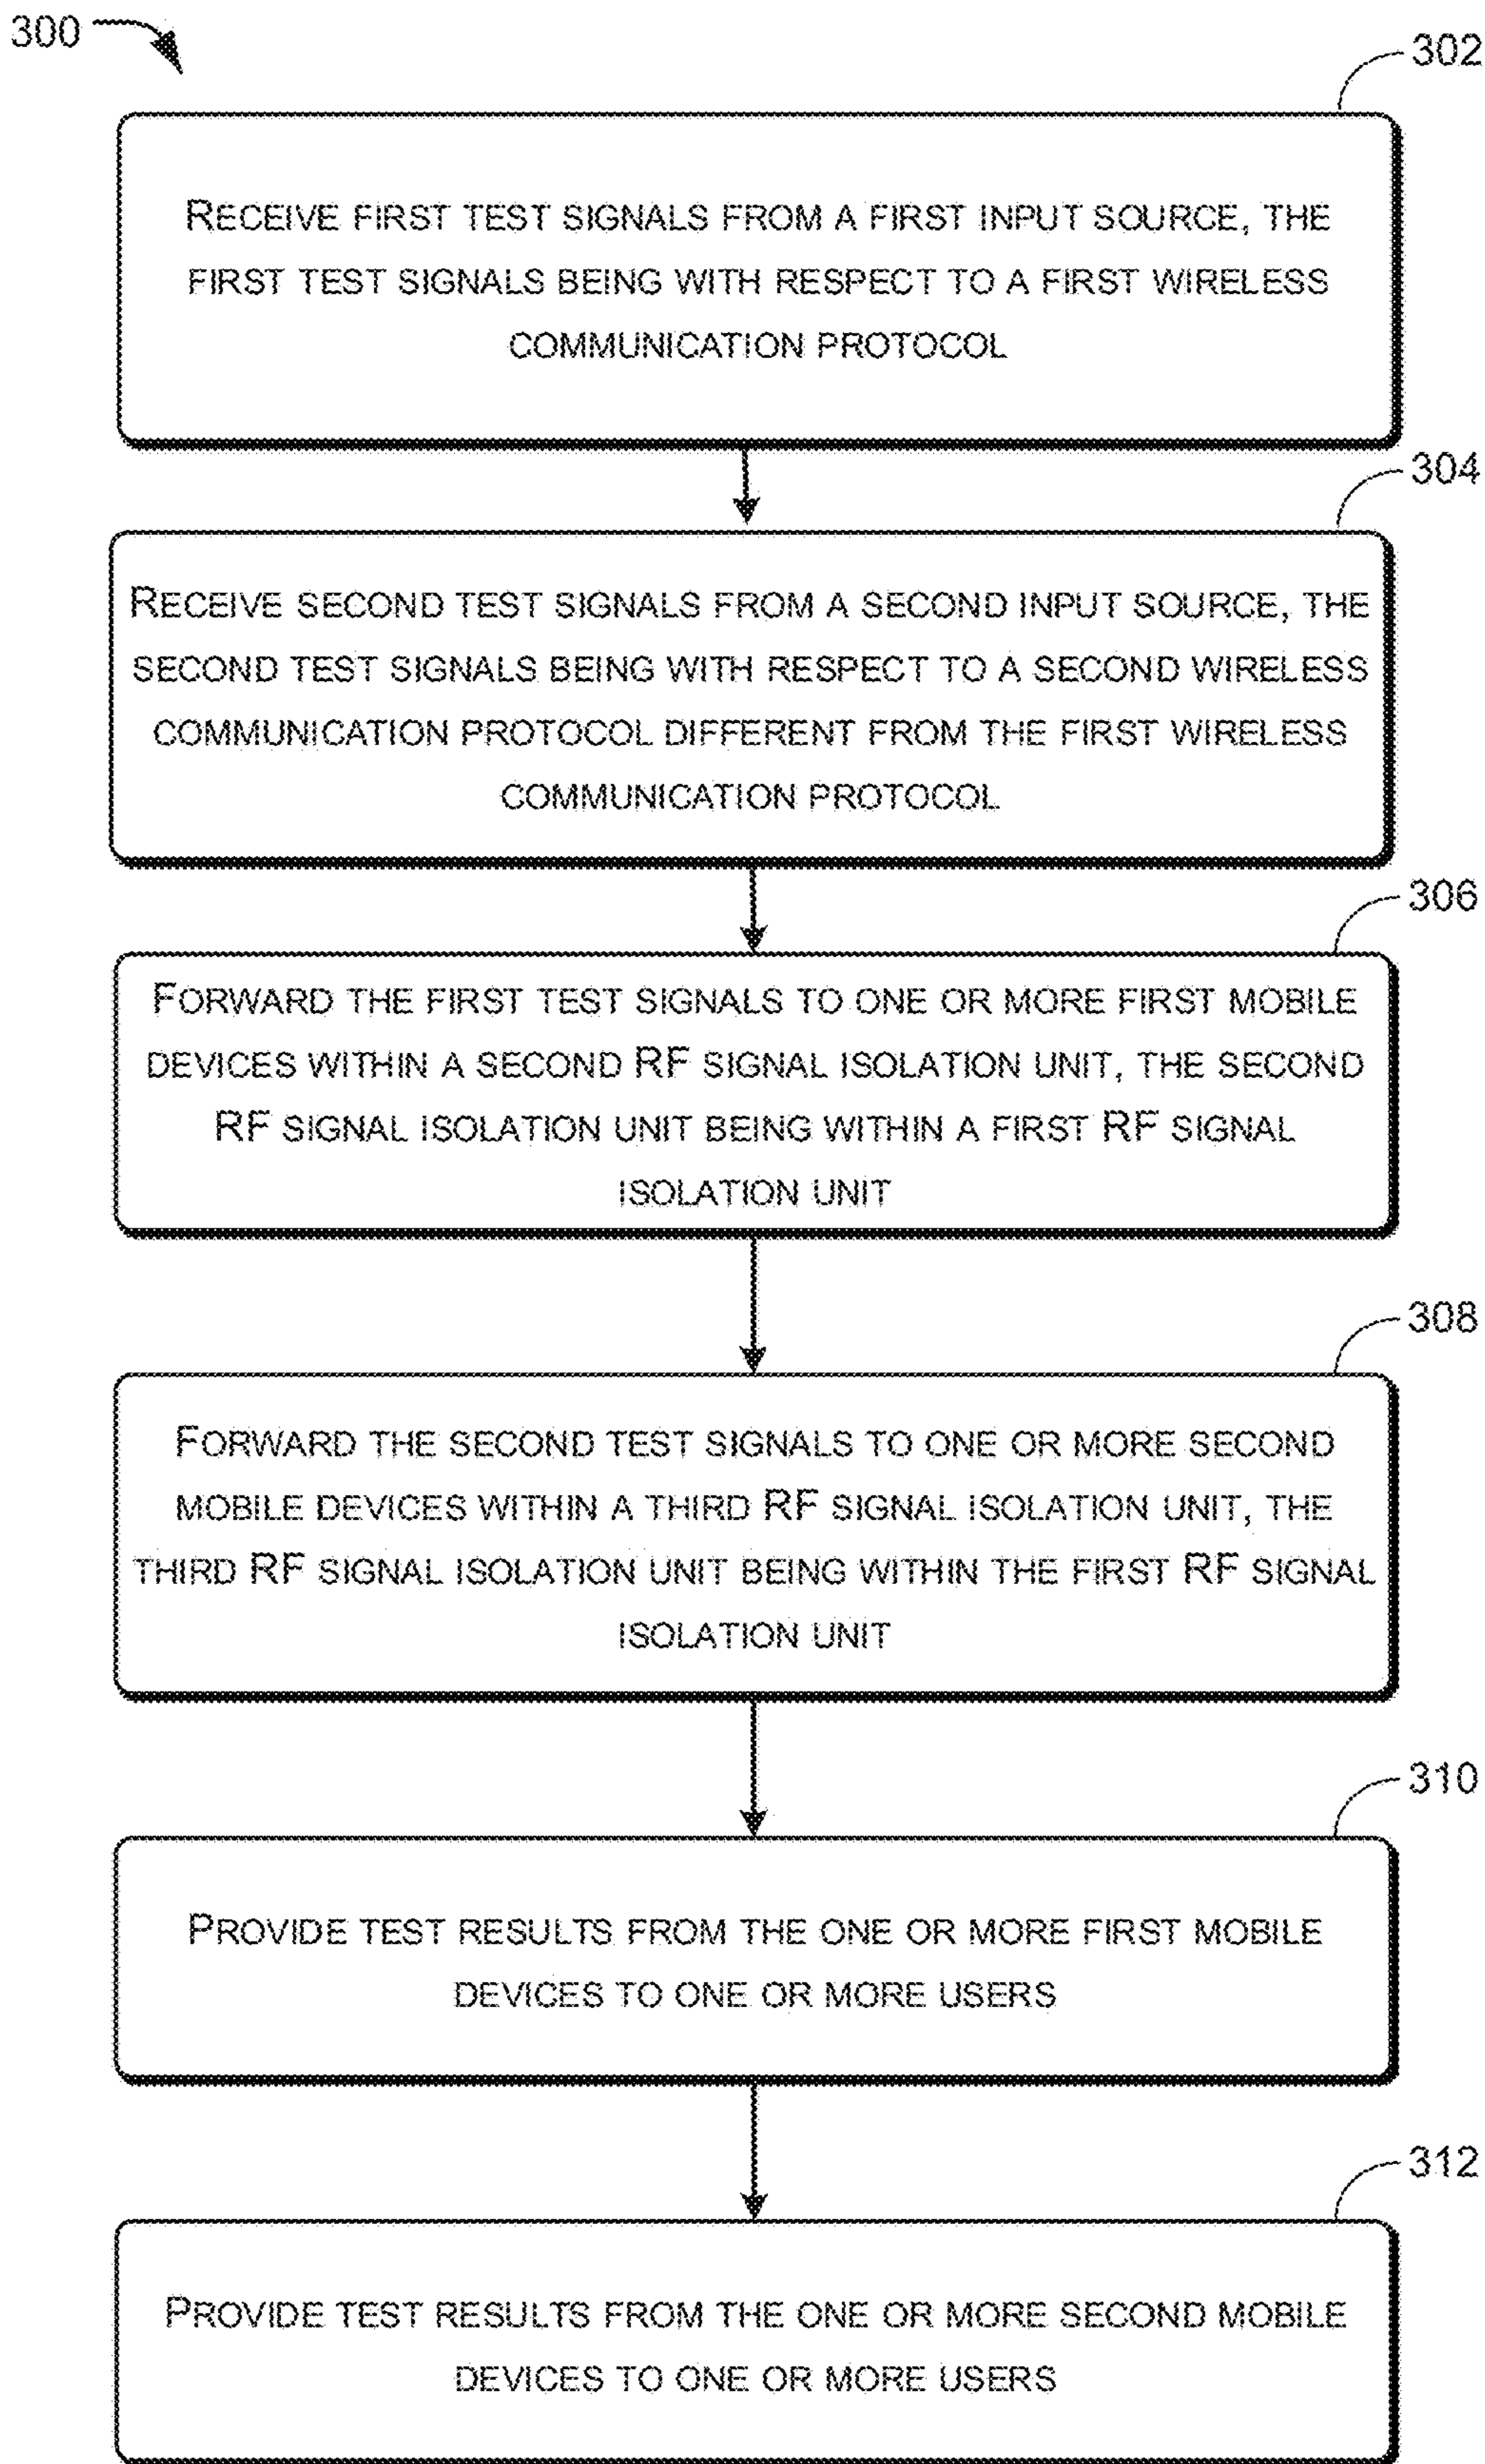 300
302
RECEIVE FIRST TEST SIGNALS FROM A FIRST INPUT SOURCE, THE
FIRST TEST SIGNALS BEING WITH RESPECT TO A FIRST WIRELESS
COMMUNICATION PROTOCOL
304
RECEIVE SECOND TEST SIGNALS FROM A SECOND INPUT SOURCE, THE
SECOND TEST SIGNALS BEING WITH RESPECT TO A SECOND WIRELESS
COMMUNICATION PROTOCOL DIFFERENT FROM THE FIRST WIRELESS
COMMUNICATION PROTOCOL
306
FORWARD THE FIRST TEST SIGNALS TO ONE OR MORE FIRST MOBILE
DEVICES WITHIN A SECOND RF SIGNAL ISOLATION UNIT, THE SECOND
RF SIGNAL ISOLATION UNIT BEING WITHIN A FIRST RF SIGNAL
ISOLATION UNIT
308
FORWARD THE SECOND TEST SIGNALS TO ONE OR MORE SECOND
MOBILE DEVICES WITHIN A THIRD RF SIGNAL ISOLATION UNIT, THE
THIRD RF SIGNAL ISOLATION UNIT BEING WITHIN THE FIRST RF SIGNAL
ISOLATION UNIT
310
PROVIDE TEST RESULTS FROM THE ONE OR MORE FIRST MOBILE
DEVICES TO ONE OR MORE USERS
312
PROVIDE TEST RESULTS FROM THE ONE OR MORE SECOND MOBILE
DEVICES TO ONE OR MORE USERS